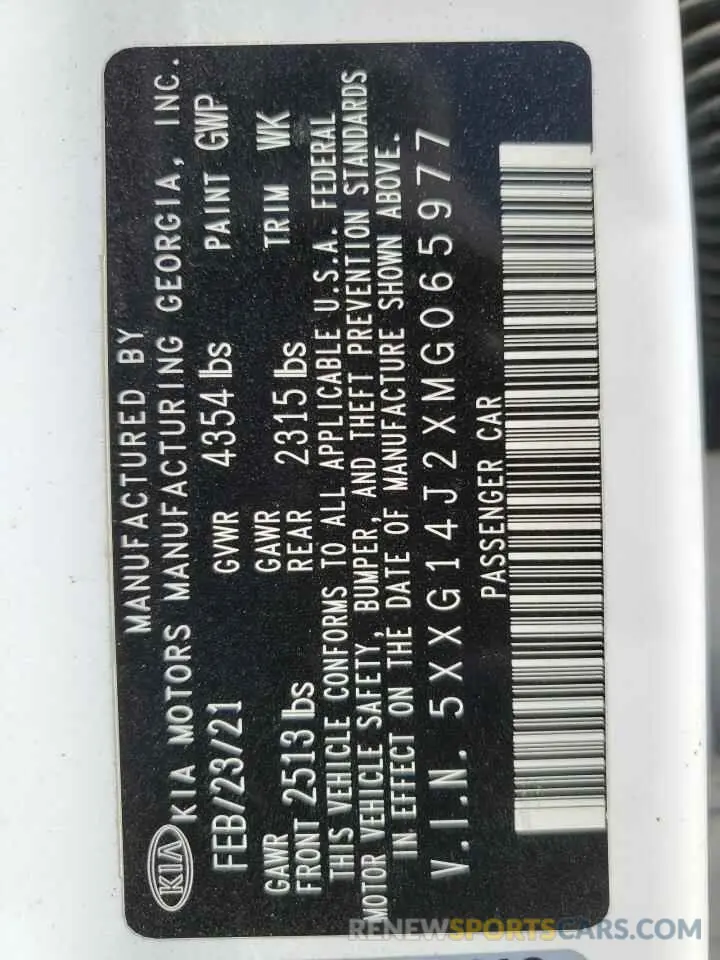 KIA
MANUFACTURED BY
KIA MOTORS MANUFACTURING GEORGIA, INC.
FEB/23/21 GVWR 4354 lbs PAINT GWP
GAWR FRONT 2513 lbs GAWR REAR 2315 lbs TRIM WK
THIS VEHICLE CONFORMS TO ALL APPLICABLE U.S.A. FEDERAL
MOTOR VEHICLE SAFETY, BUMPER, AND THEFT PREVENTION STANDARDS
IN EFFECT ON THE DATE OF MANUFACTURE SHOWN ABOVE.
V.I.N. 5XXG14J2XMG065977
PASSENGER CAR
RENEWSPORTSCARS.COM